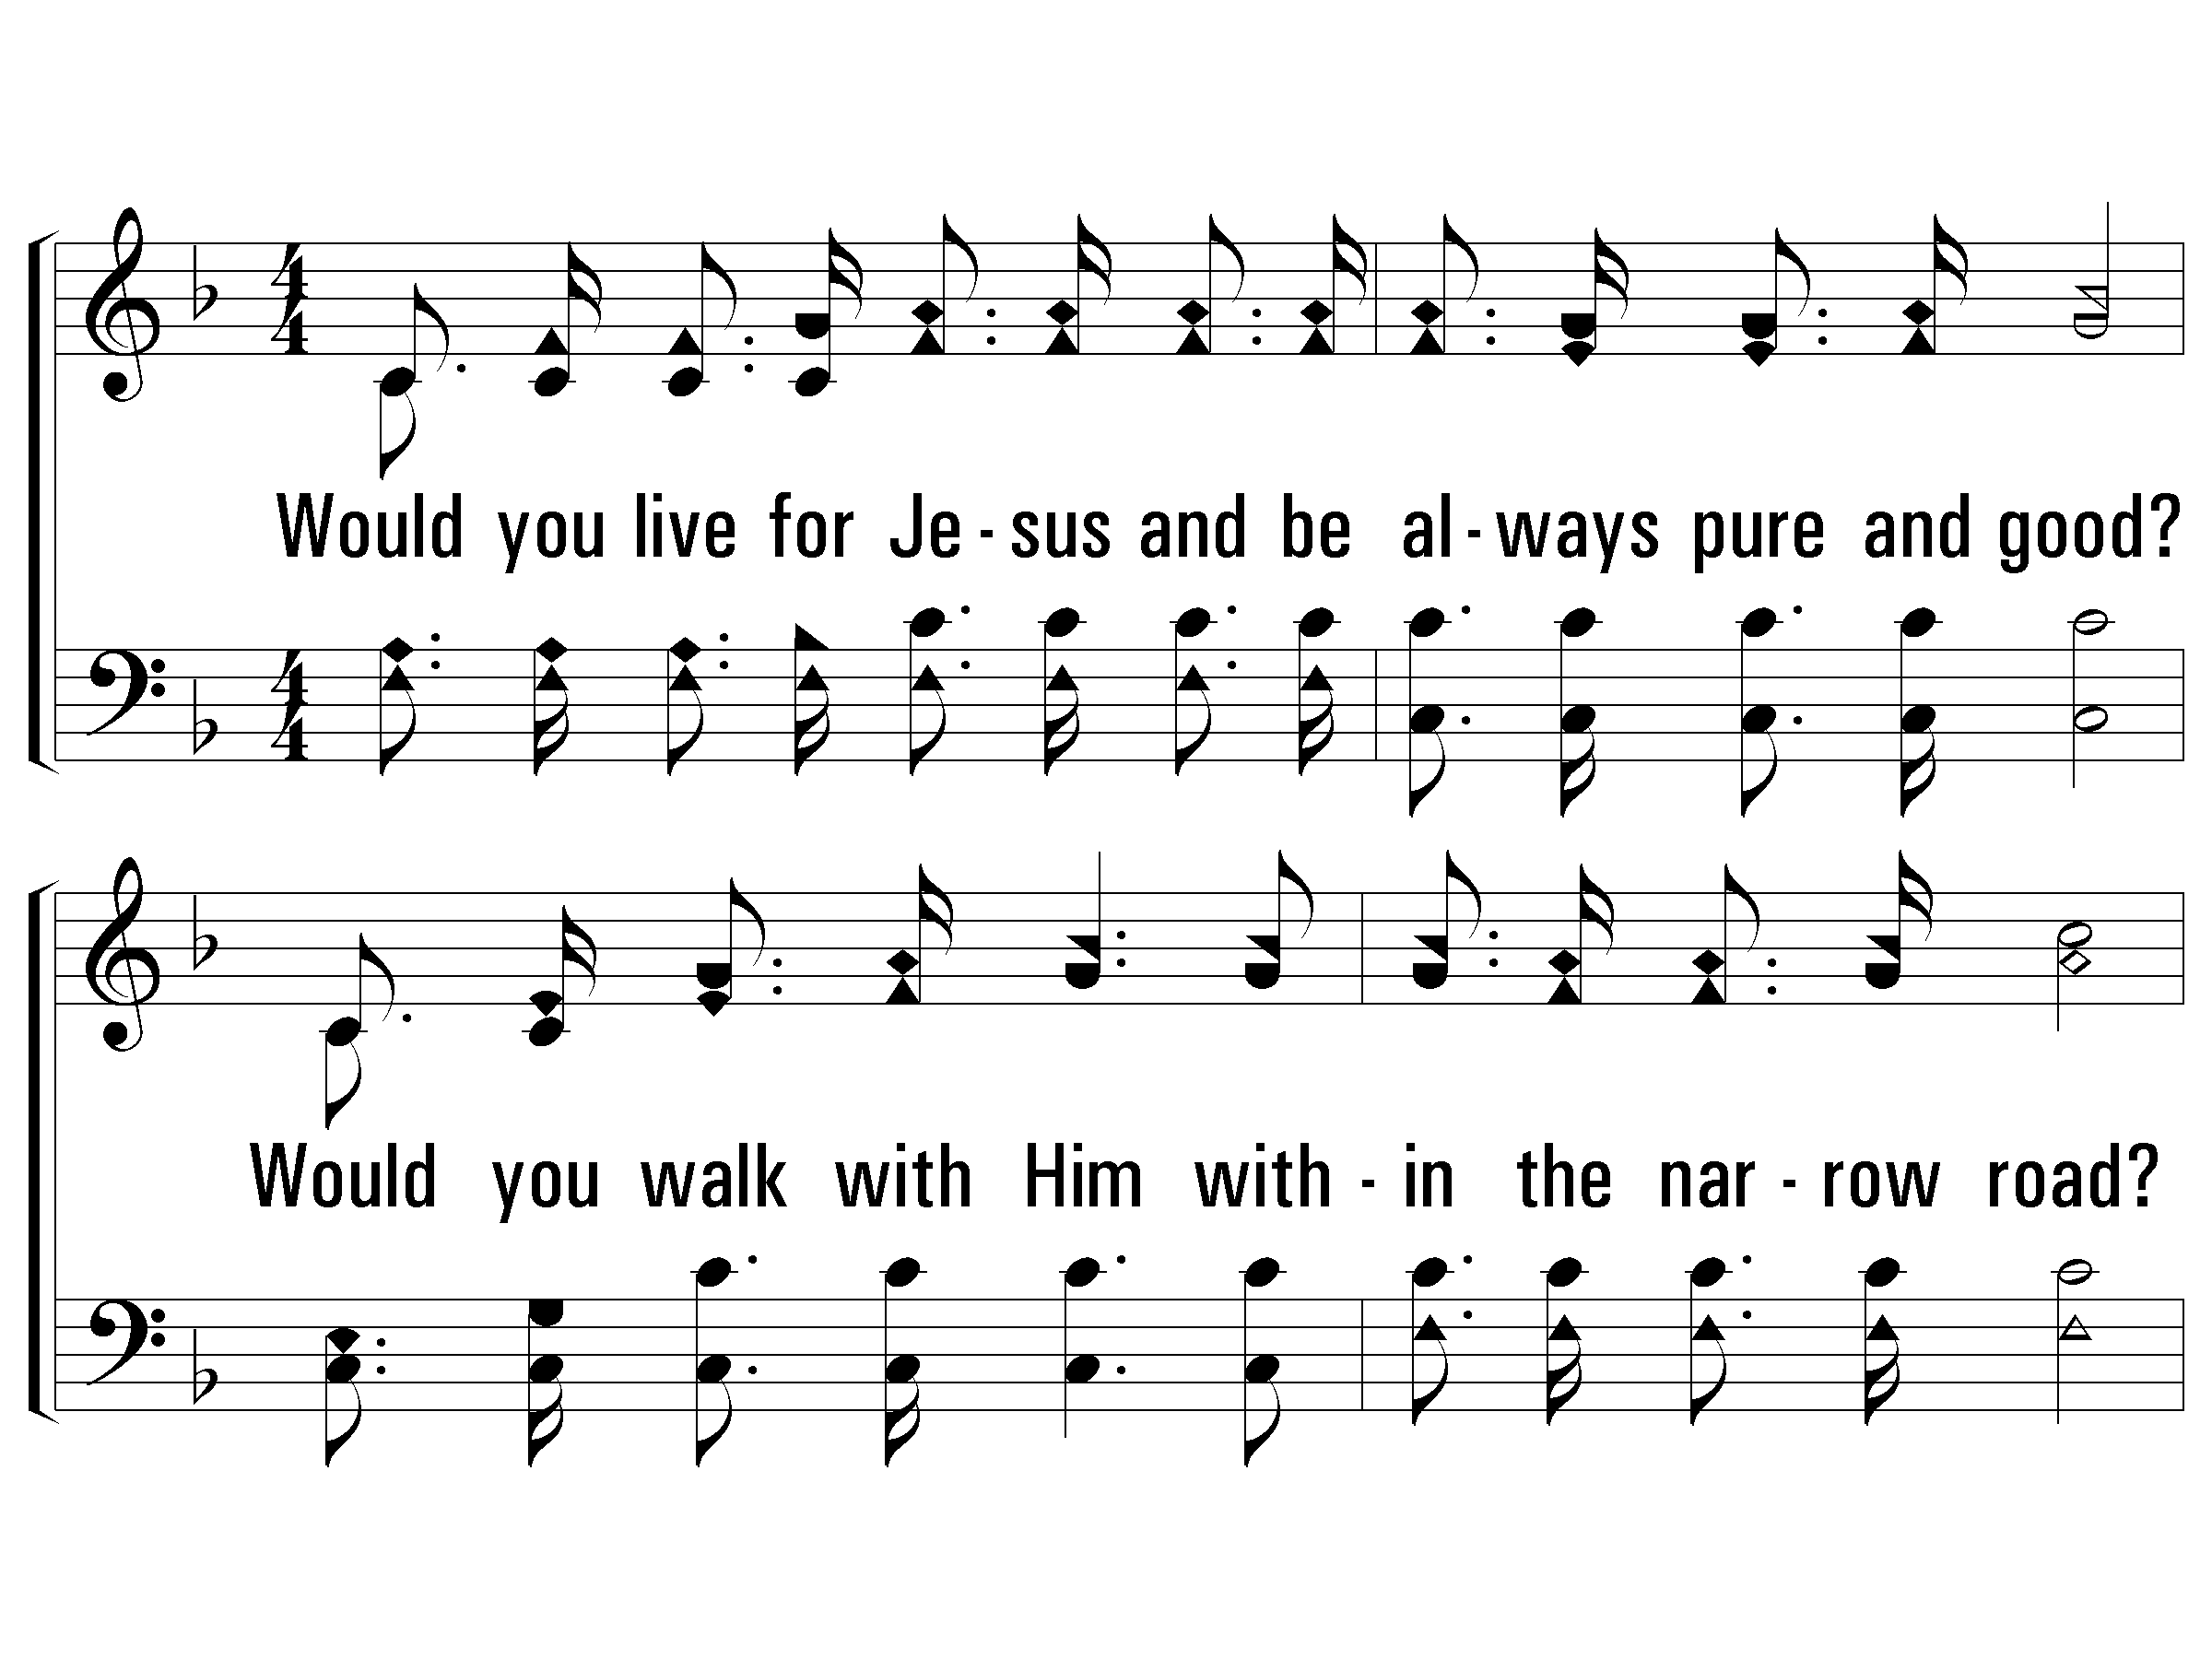 Would you live for Je - sus and be al - ways pure and good?
Would you walk with Him with - in the nar - row road?